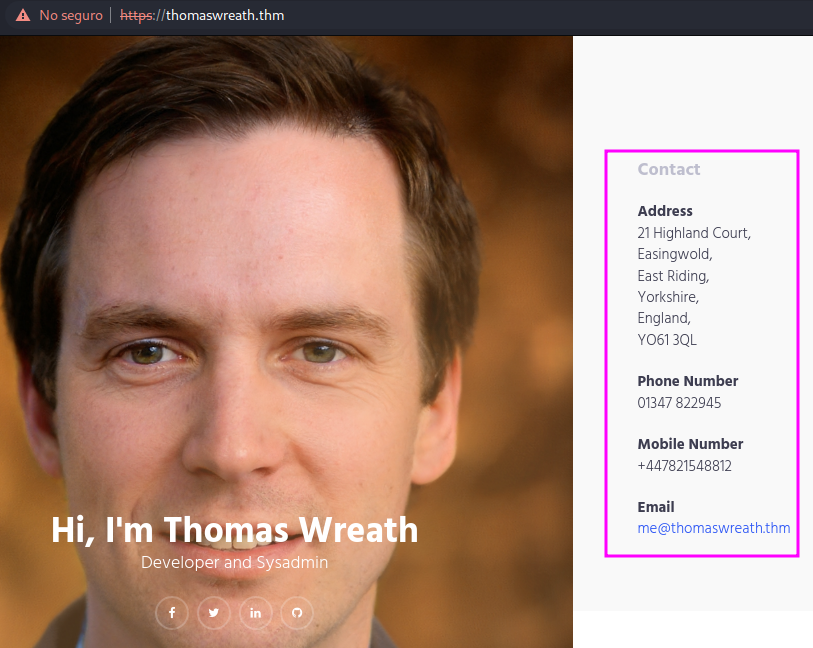 No seguro | https://thomaswreath.thm
Hi, I'm Thomas Wreath
Developer and Sysadmin
Contact
Address
21 Highland Court,
Easingwold,
East Riding,
Yorkshire,
England,
YO61 3QL
Phone Number
01347 822945
Mobile Number
+447821548812
Email
me@thomaswreath.thm